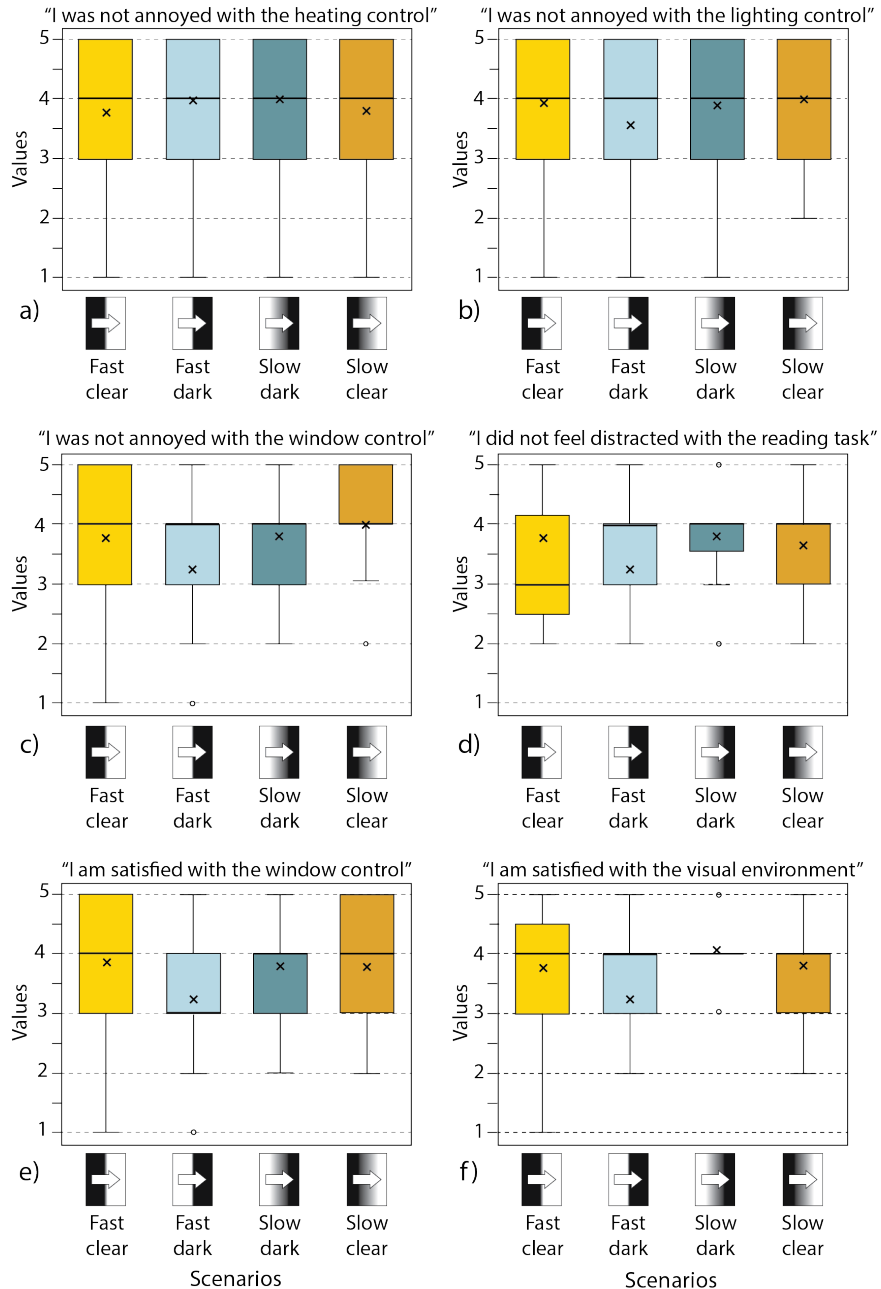 “I was not annoyed with the heating control”
5
4
3
2
1
Values
a)
Fast clear
Fast dark
Slow dark
Slow clear
“I was not annoyed with the lighting control”
5
4
3
2
1
Values
b)
Fast clear
Fast dark
Slow dark
Slow clear
“I was not annoyed with the window control”
5
4
3
2
1
Values
c)
Fast clear
Fast dark
Slow dark
Slow clear
“I did not feel distracted with the reading task”
5
4
3
2
1
Values
d)
Fast clear
Fast dark
Slow dark
Slow clear
“I am satisfied with the window control”
5
4
3
2
1
Values
e)
Fast clear
Fast dark
Slow dark
Slow clear
Scenarios
“I am satisfied with the visual environment”
5
4
3
2
1
Values
f)
Fast clear
Fast dark
Slow dark
Slow clear
Scenarios